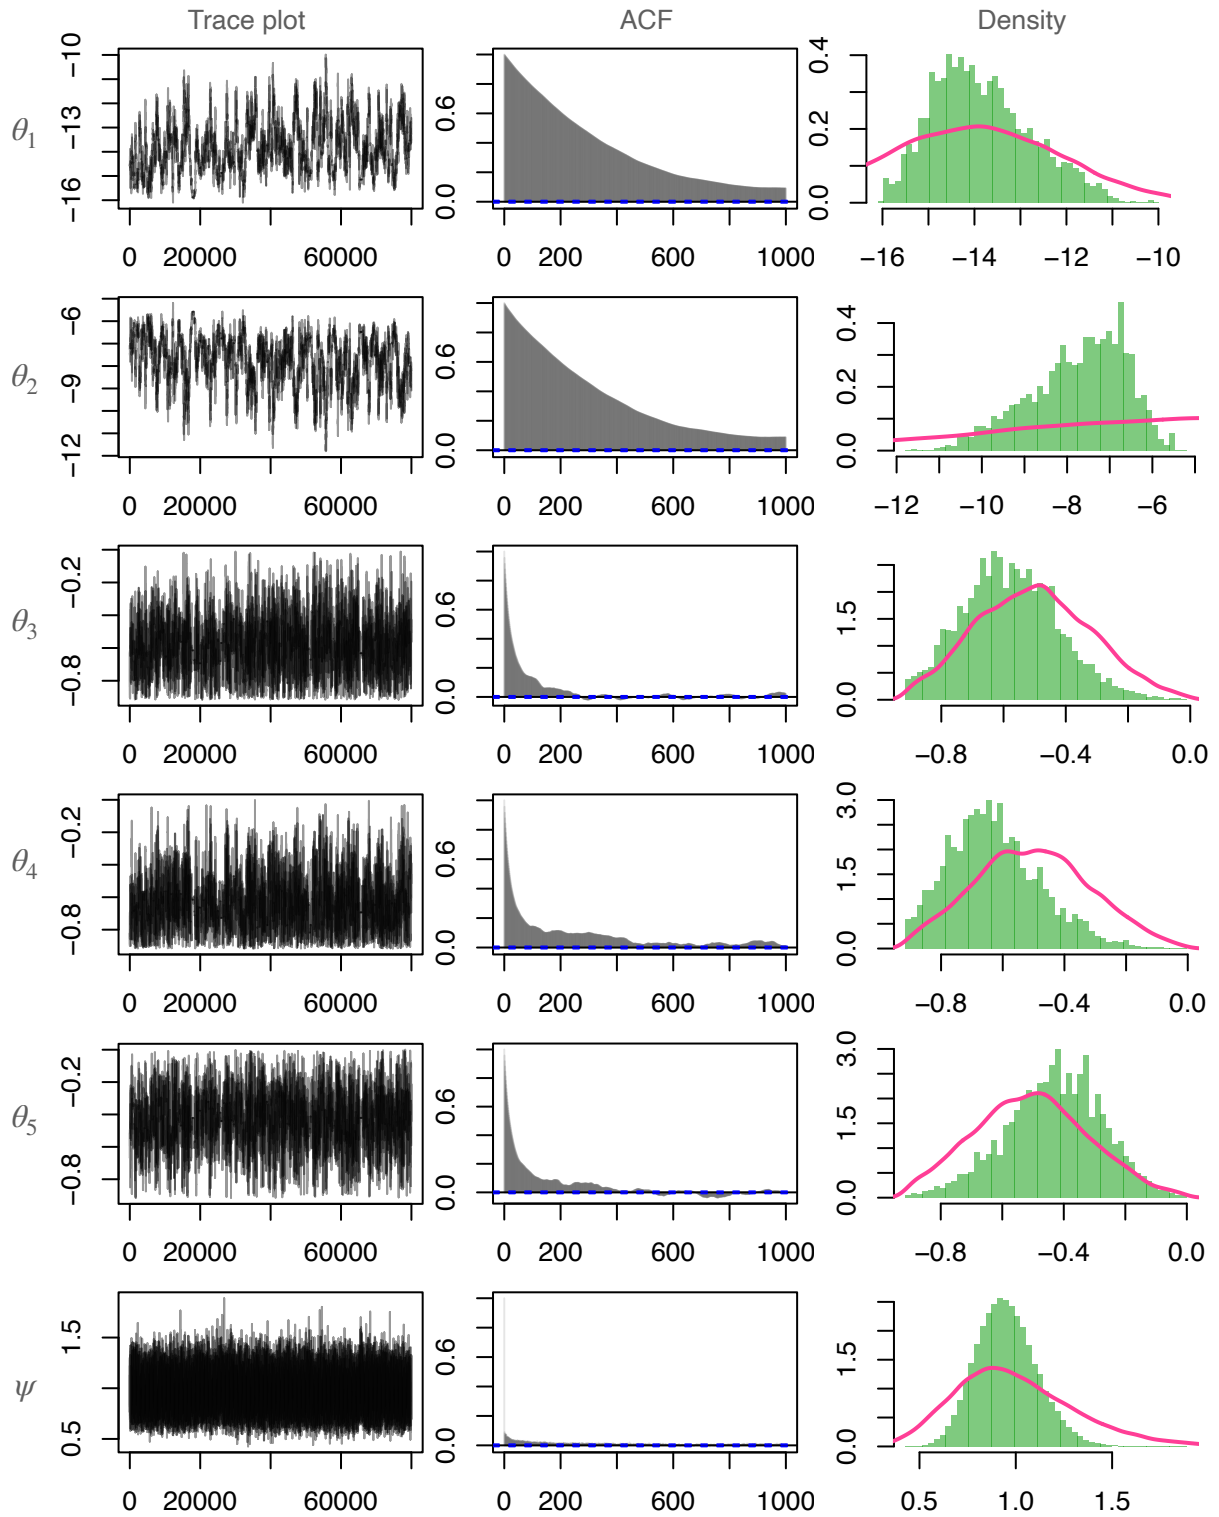 Trace plot ACF Density
θ1 −16 −13 −10 0 20000 60000 0.0 0.6 0 200 600 1000 0.0 0.2 0.4 −16 −14 −12 −10
θ2 −12 −9 −6 0 20000 60000 0.0 0.6 0 200 600 1000 0.0 0.2 0.4 −12 −10 −8 −6
θ3 −0.8 −0.2 0 20000 60000 0.0 0.6 0 200 600 1000 0.0 1.5 −0.8 −0.4 0.0
θ4 −0.8 −0.2 0 20000 60000 0.0 0.6 0 200 600 1000 0.0 1.5 3.0 −0.8 −0.4 0.0
θ5 −0.8 −0.2 0 20000 60000 0.0 0.6 0 200 600 1000 0.0 1.5 3.0 −0.8 −0.4 0.0
ψ 0.5 1.5 0 20000 60000 0.0 0.6 0 200 600 1000 0.0 1.5 0.5 1.0 1.5